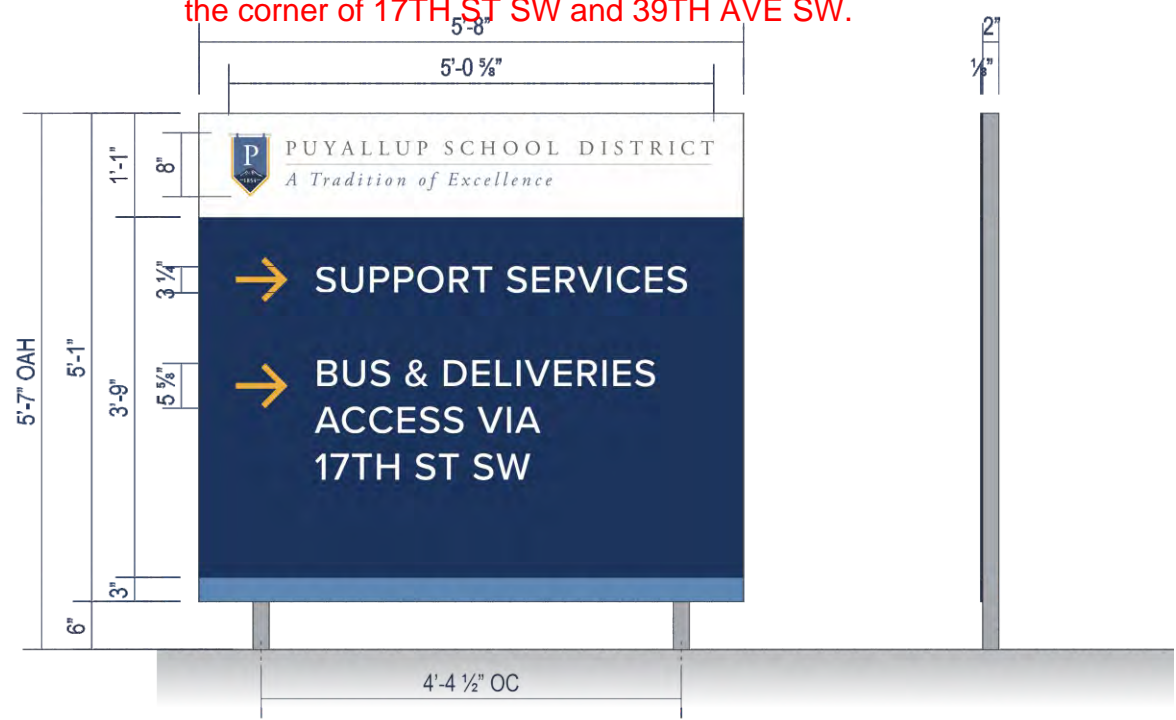 the corner of 17TH ST SW and 39TH AVE SW.
5'-8"
2"
5'-0 ⅝"
⅛"
P
PUYALLUP SCHOOL DISTRICT
A Tradition of Excellence
1'-1"
8"
SUPPORT SERVICES
3 ¼"
BUS & DELIVERIES
ACCESS VIA
17TH ST SW
5 ⅝"
5'-7" OAH
5'-1"
3'-9"
3"
6"
4'-4 ½" OC